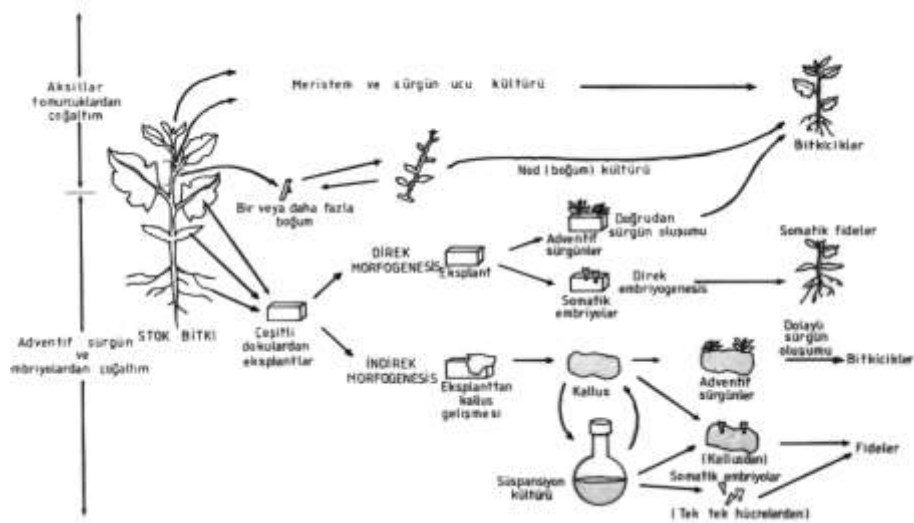 Aksillar
tomurcuklardan
çoğaltım
Meristem ve sürgün ucu kültürü
Bitkicikler
Nod (boğum) kültürü
Bir veya daha fazla
boğum
Doğrudan
sürgün oluşumu
Adventif
sürgünler
Somatik fideler
DİREK
MORFOGENESİS
Eksplant
Direk
embriyogenesis
Somatik
embriyolar
STOK BİTKİ
Çeşitli
dokulardan
eksplantlar
Adventif sürgün
ve
embriyolardan çoğaltım
İNDİREK
MORFOGENESİS
Eksplanttan
kallus
gelişmesi
Kallus
Adventif
sürgünler
Dolaylı
sürgün
oluşumu
Bitkicikler
Süspansiyon
kültürü
(Kallusdan)
Somatik embriyolar
(Tek tek hücrelerden)
Fideler